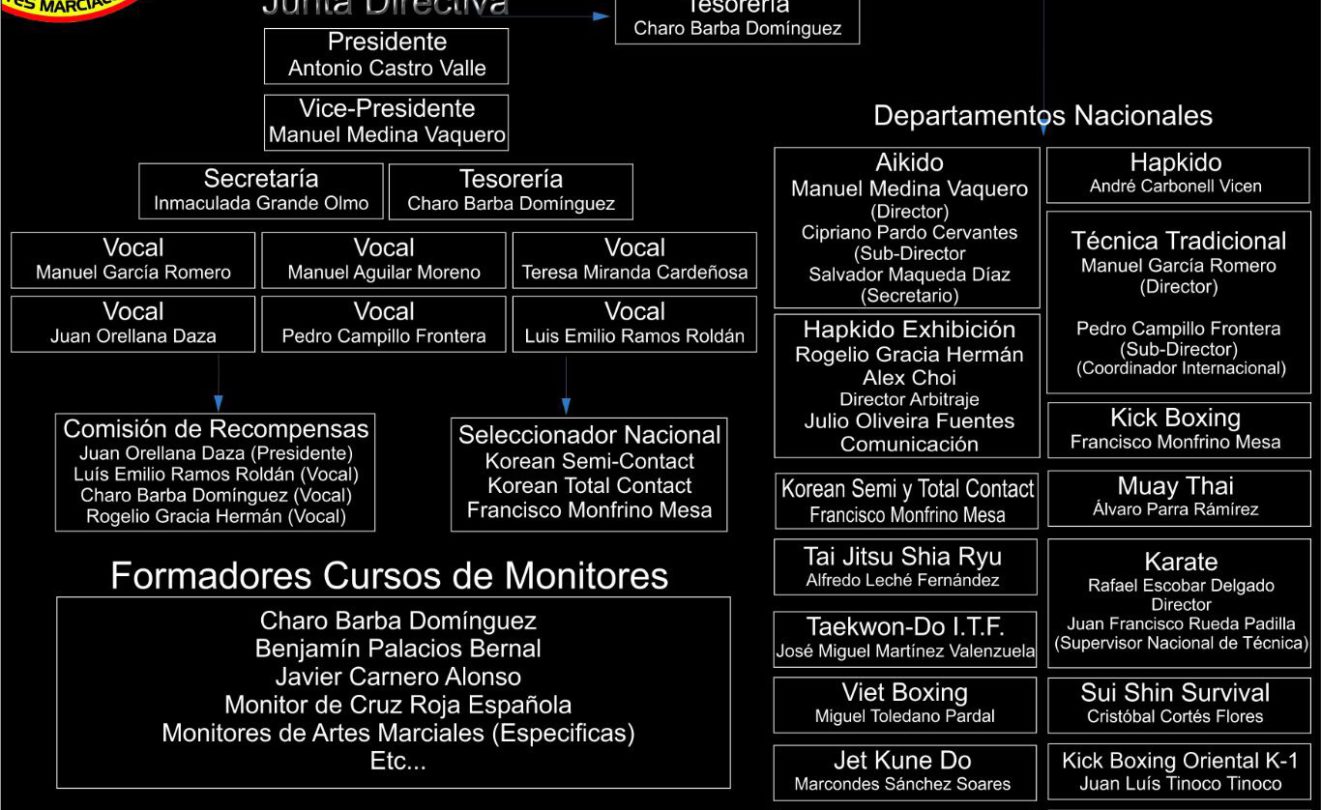 TES MARCIALES
Junta Directiva
Tesorería
Charo Barba Domínguez
Presidente
Antonio Castro Valle
Vice-Presidente
Manuel Medina Vaquero
Secretaría
Inmaculada Grande Olmo
Tesorería
Charo Barba Domínguez
Vocal
Manuel García Romero
Vocal
Manuel Aguilar Moreno
Vocal
Teresa Miranda Cardeñosa
Vocal
Juan Orellana Daza
Vocal
Pedro Campillo Frontera
Vocal
Luis Emilio Ramos Roldán
Comisión de Recompensas
Juan Orellana Daza (Presidente)
Luís Emilio Ramos Roldán (Vocal)
Charo Barba Domínguez (Vocal)
Rogelio Gracia Hermán (Vocal)
Seleccionador Nacional
Korean Semi-Contact
Korean Total Contact
Francisco Monfrino Mesa
Formadores Cursos de Monitores
Charo Barba Domínguez
Benjamín Palacios Bernal
Javier Carnero Alonso
Monitor de Cruz Roja Española
Monitores de Artes Marciales (Especificas)
Etc...
Departamentos Nacionales
Aikido
Manuel Medina Vaquero
(Director)
Cipriano Pardo Cervantes
(Sub-Director
Salvador Maqueda Díaz
(Secretario)
Hapkido Exhibición
Rogelio Gracia Hermán
Alex Choi
Director Arbitraje
Julio Oliveira Fuentes
Comunicación
Korean Semi y Total Contact
Francisco Monfrino Mesa
Tai Jitsu Shia Ryu
Alfredo Leché Fernández
Taekwon-Do I.T.F.
José Miguel Martínez Valenzuela
Viet Boxing
Miguel Toledano Pardal
Jet Kune Do
Marcondes Sánchez Soares
Hapkido
André Carbonell Vicen
Técnica Tradicional
Manuel García Romero
(Director)
Pedro Campillo Frontera
(Sub-Director)
(Coordinador Internacional)
Kick Boxing
Francisco Monfrino Mesa
Muay Thai
Álvaro Parra Rámírez
Karate
Rafael Escobar Delgado
Director
Juan Francisco Rueda Padilla
(Supervisor Nacional de Técnica)
Sui Shin Survival
Cristóbal Cortés Flores
Kick Boxing Oriental K-1
Juan Luís Tinoco Tinoco